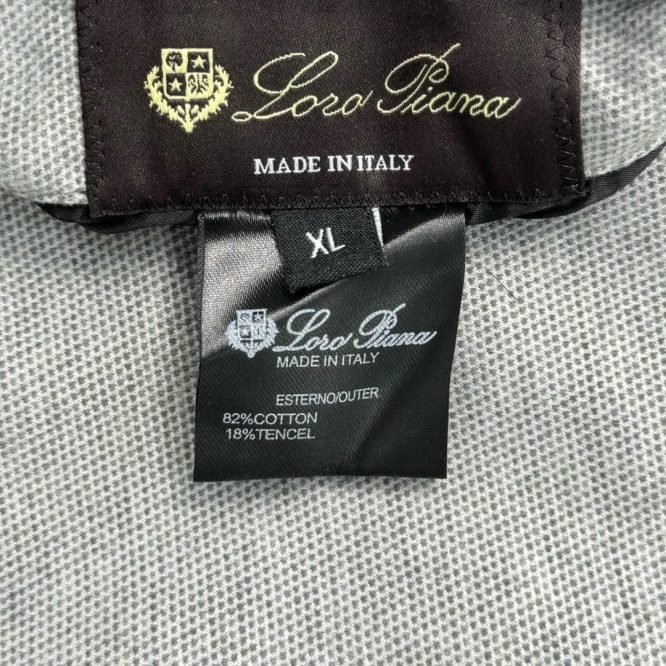 Loro Piana
MADE IN ITALY
XL
Loro Piana
MADE IN ITALY
ESTERNO/OUTER
82%COTTON
18%TENCEL